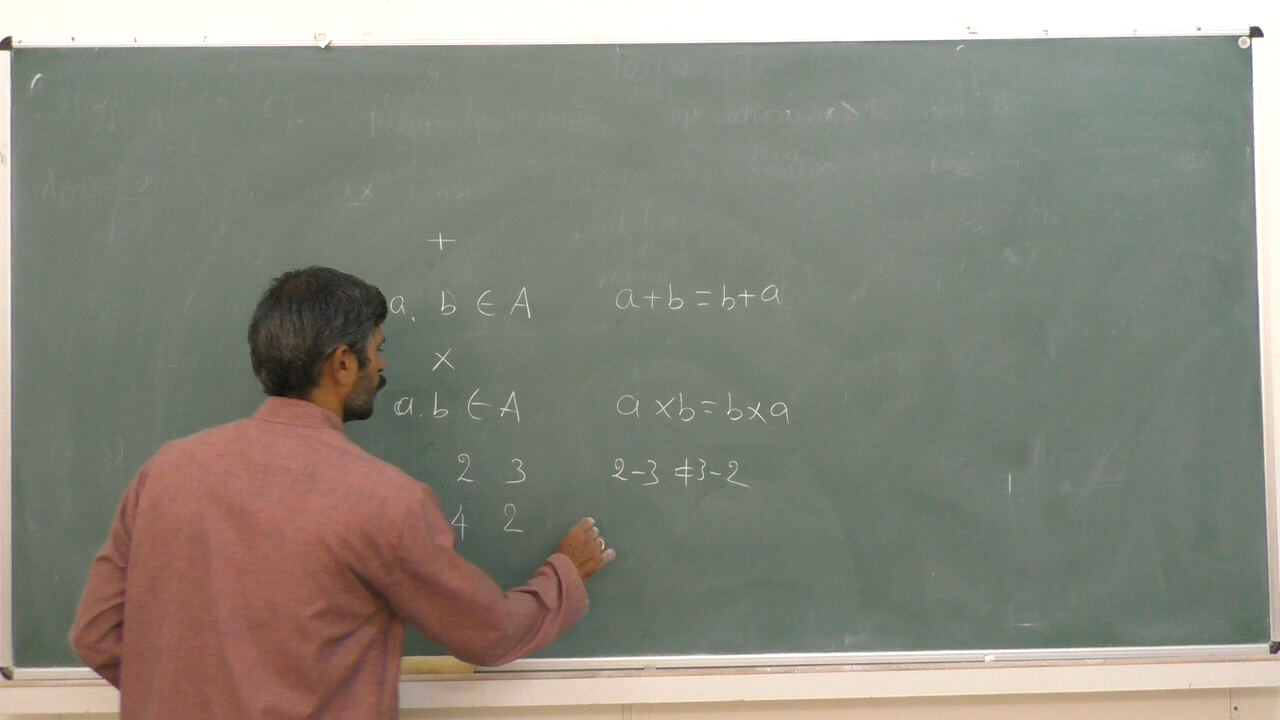 +
a, b ∈ A a+b=b+a
×
a.b ∈ A a×b=b×a
2 3 2-3 ≠3-2
4 2